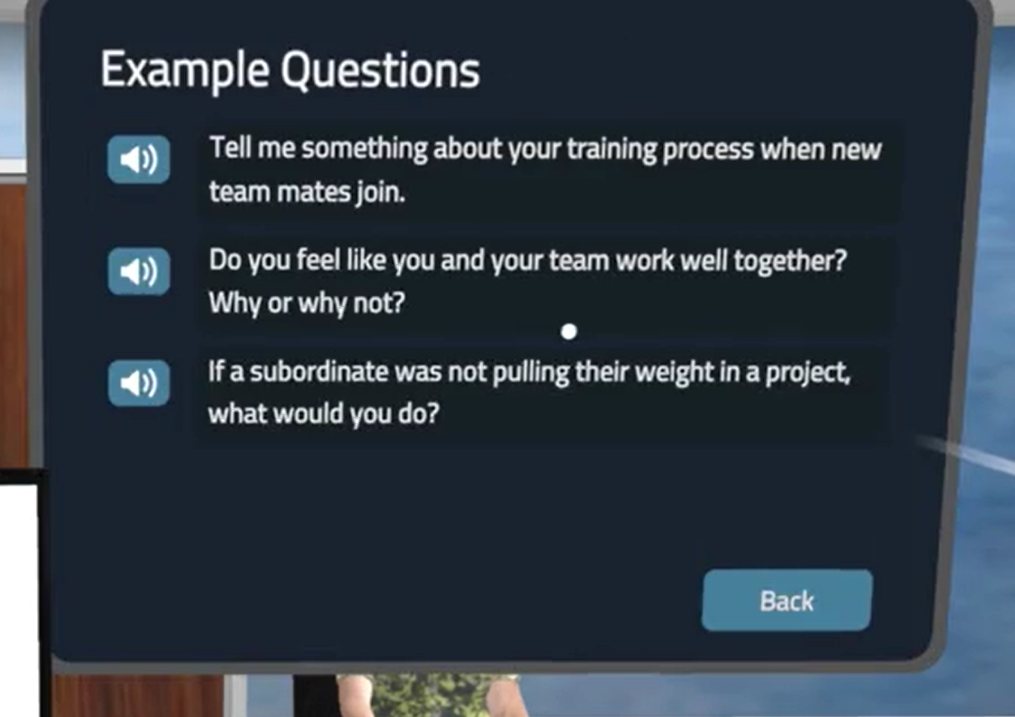 Example Questions
Tell me something about your training process when new
team mates join.
Do you feel like you and your team work well together?
Why or why not?
If a subordinate was not pulling their weight in a project,
what would you do?
Back